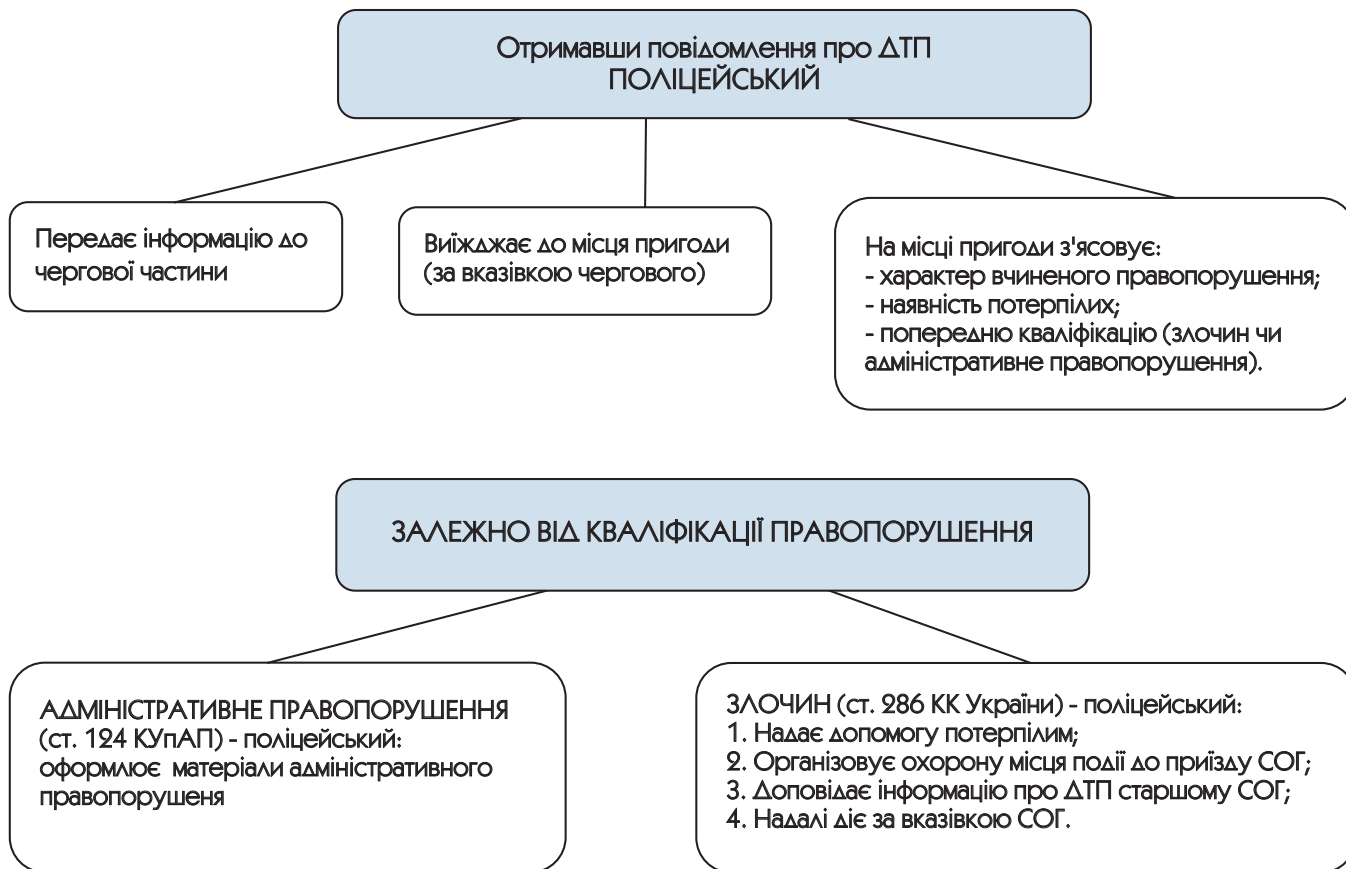 Отримавши повідомлення про ДТП
ПОЛІЦЕЙСЬКИЙ
Передає інформацію до
чергової частини
Виїжджає до місця пригоди
(за вказівкою чергового)
На місці пригоди з'ясовує:
- характер вчиненого правопорушення;
- наявність потерпілих;
- попередню кваліфікацію (злочин чи
адміністративне правопорушення).
ЗАЛЕЖНО ВІД КВАЛІФІКАЦІЇ ПРАВОПОРУШЕННЯ
АДМІНІСТРАТИВНЕ ПРАВОПОРУШЕННЯ
(ст. 124 КУпАП) - поліцейський:
оформлює матеріали адміністративного
правопорушеня
ЗЛОЧИН (ст. 286 КК України) - поліцейський:
1. Надає допомогу потерпілим;
2. Організовує охорону місця події до приїзду СОГ;
3. Доповідає інформацію про ДТП старшому СОГ;
4. Надалі діє за вказівкою СОГ.